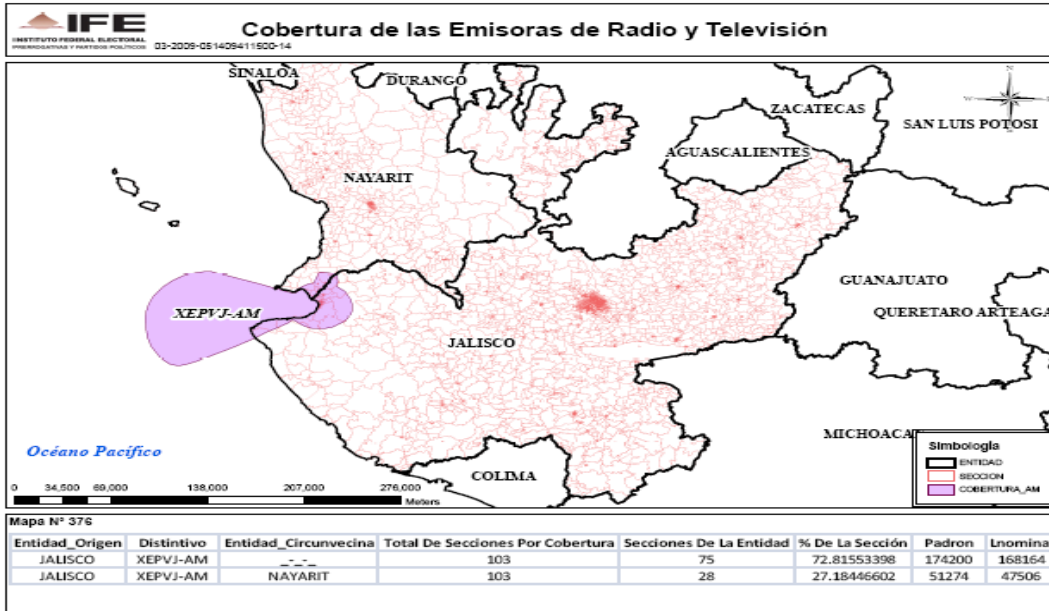 IFE
INSTITUTO FEDERAL ELECTORAL
PRERROGATIVAS Y PARTIDOS POLÍTICOS
03-2009-051409411500-14
Cobertura de las Emisoras de Radio y Televisión
SINALOA
DURANGO
N
W
ZACATECAS
SAN LUIS POTOSI
AGUASCALIENTES
NAYARIT
GUANAJUATO
XEPVJ-AM
QUERETARO ARTEAGA
JALISCO
MICHOACA
Océano Pacífico
COLIMA
Simbología
ENTIDAD
SECCION
COBERTURA_AM
0 34,500 69,000 138,000 207,000 276,000
Meters
Mapa N° 376
Entidad_Origen Distintivo Entidad_Circunvecina Total De Secciones Por Cobertura Secciones De La Entidad % De La Sección Padron Lnomina
JALISCO XEPVJ-AM _-_-_ 103 75 72.81553398 174200 168164
JALISCO XEPVJ-AM NAYARIT 103 28 27.18446602 51274 47506